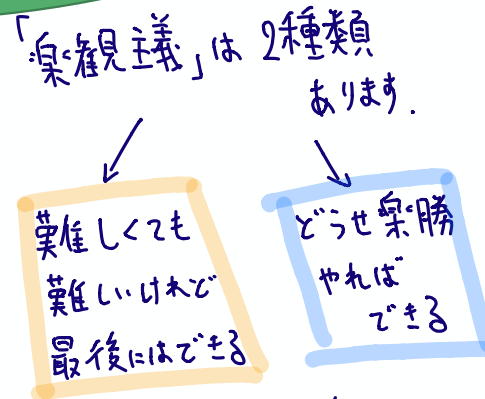 「楽観主義」は2種類
あります.
難しくても
難しいけれど
最後にはできる
どうせ楽勝
やれば
できる